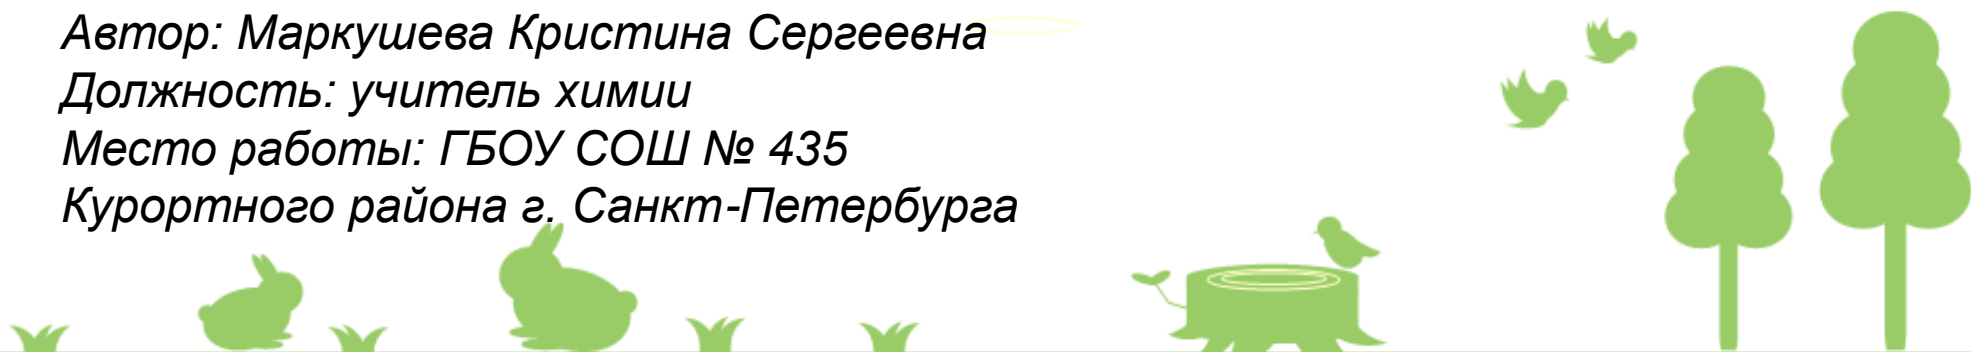 Автор: Маркушева Кристина Сергеевна
Должность: учитель химии
Место работы: ГБОУ СОШ № 435
Курортного района г. Санкт-Петербурга